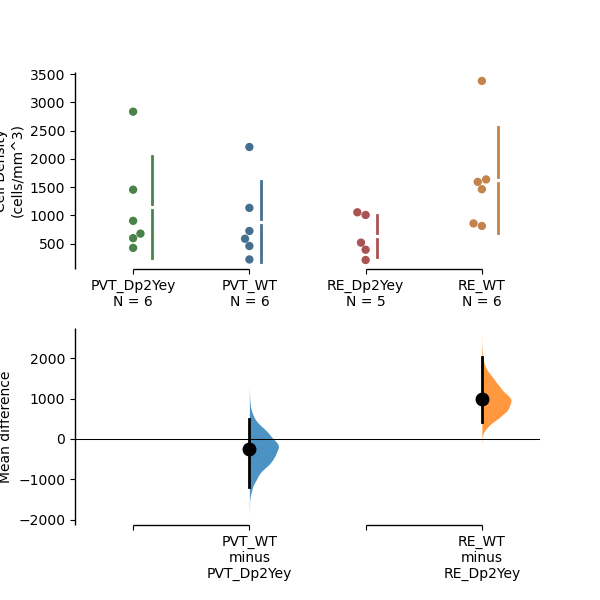 3500
3000
2500
2000
1500
1000
500
Cell Density
(cells/mm^3)
PVT_Dp2Yey
N = 6
PVT_WT
N = 6
RE_Dp2Yey
N = 5
RE_WT
N = 6
2000
1000
0
−1000
−2000
Mean difference
PVT_WT
minus
PVT_Dp2Yey
RE_WT
minus
RE_Dp2Yey